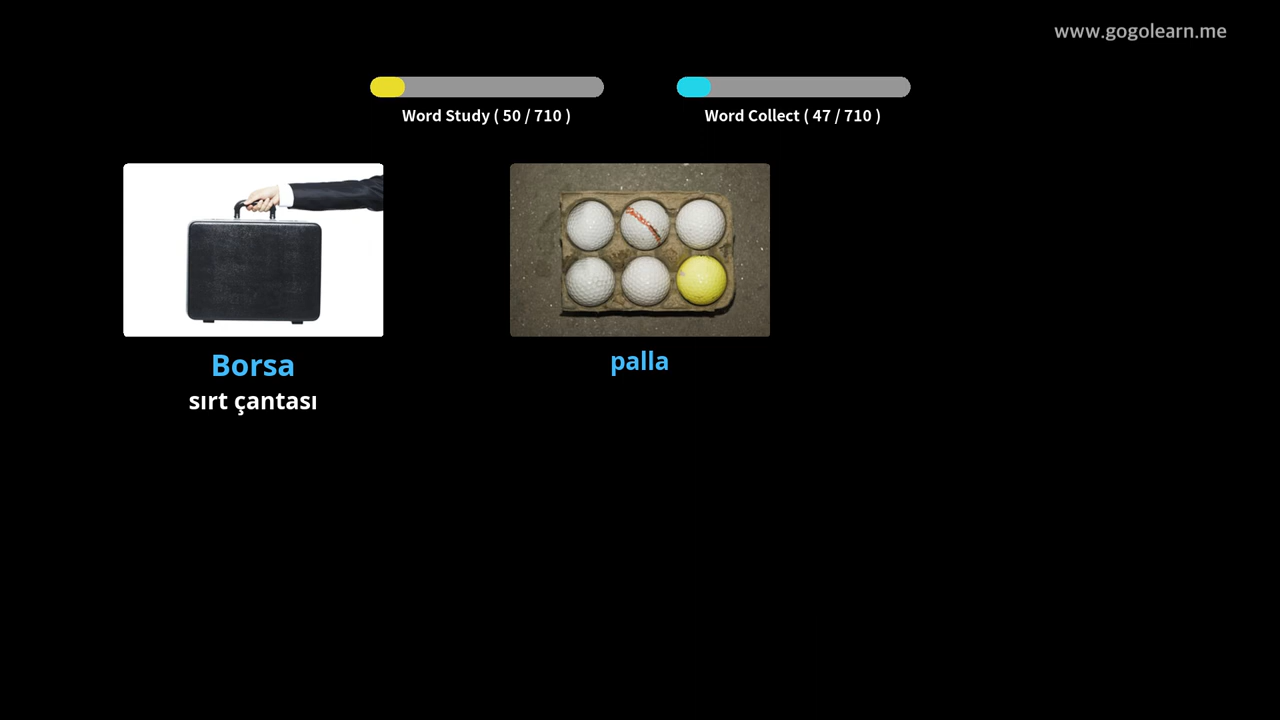 www.gogolearn.me
Word Study ( 50 / 710 )
Word Collect ( 47 / 710 )
Borsa
sırt çantası
palla